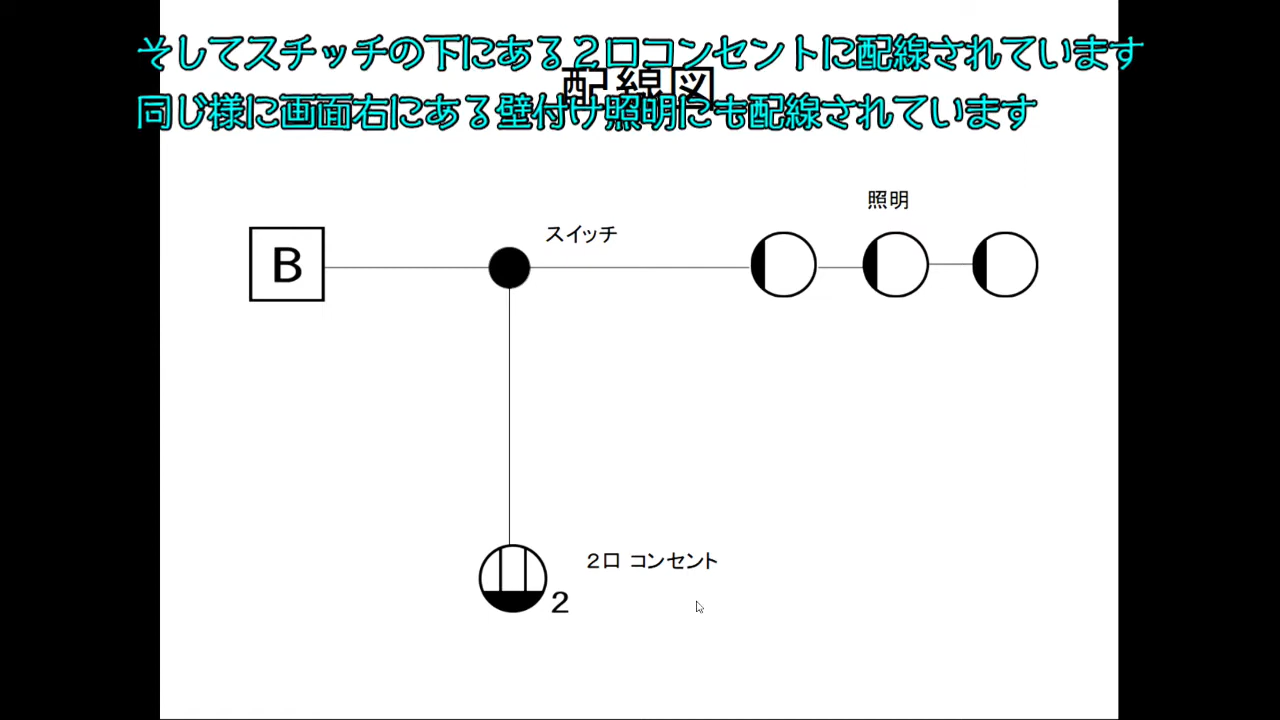 そしてスチッチの下にある２口コンセントに配線されています
配線図
同じ様に画面右にある壁付け照明にも配線されています
照明
スイッチ
B
２口 コンセント
2